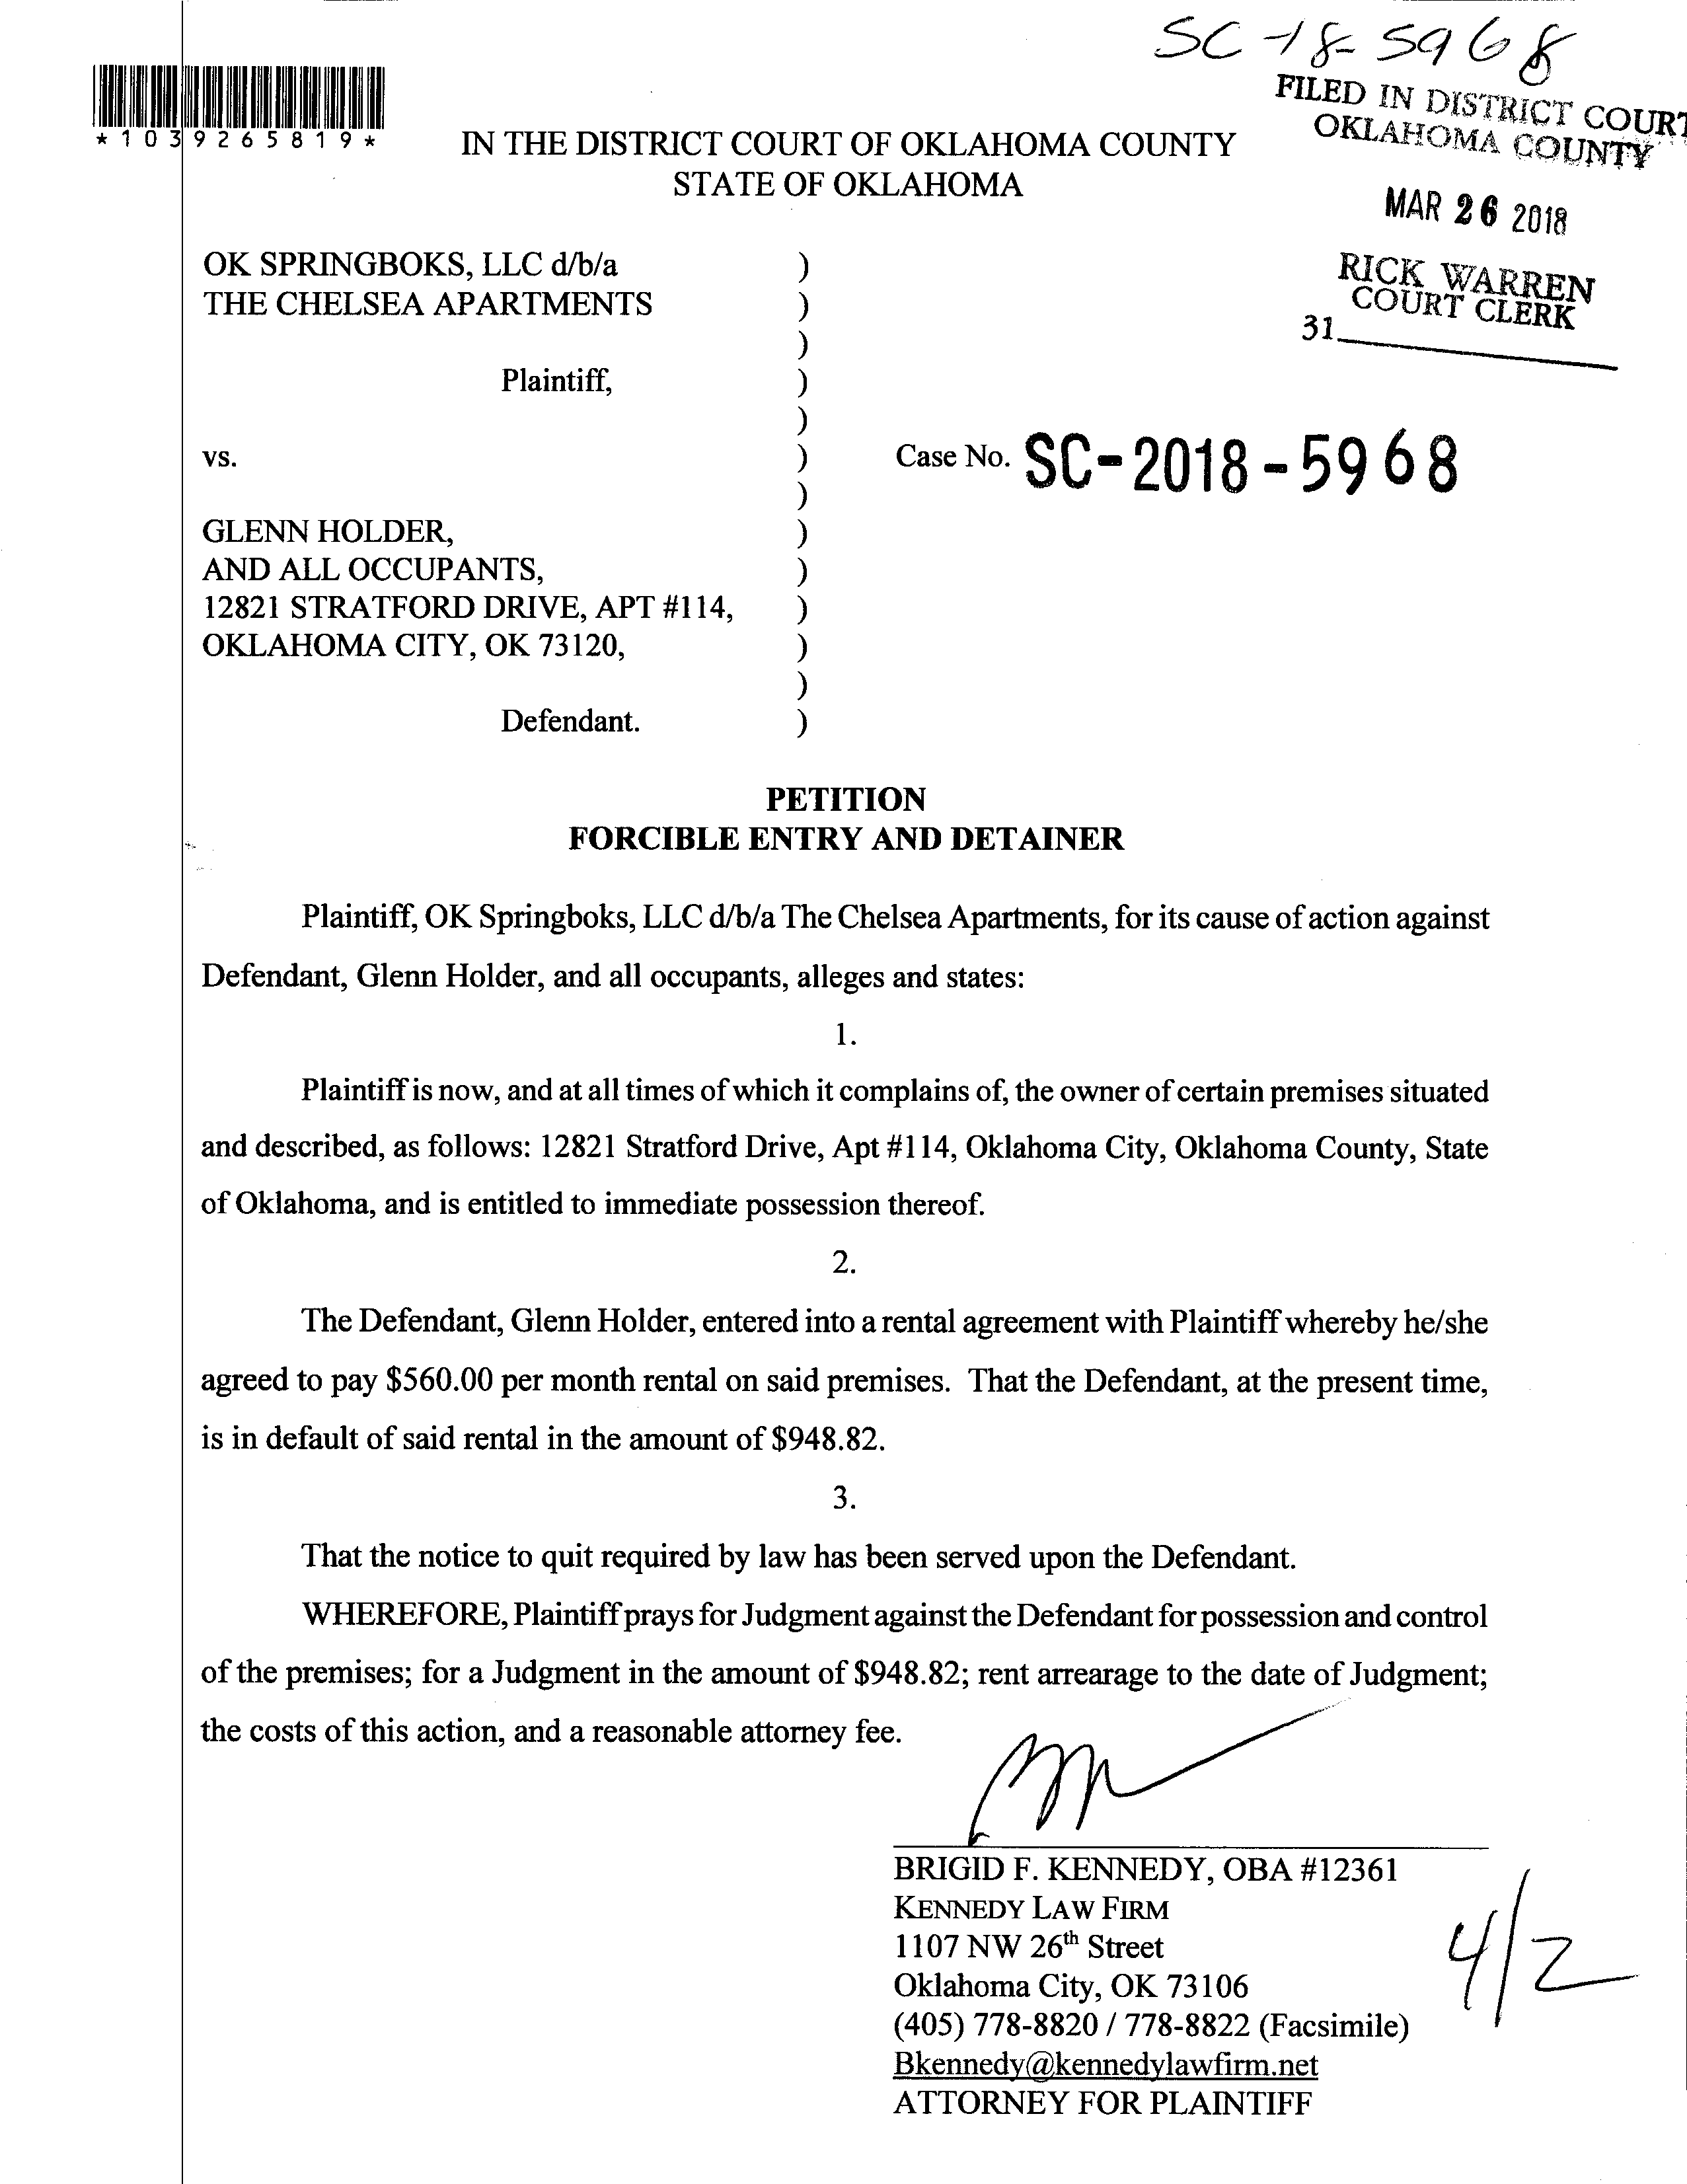 SC-18-5968
FILED IN DISTRICT COURT
OKLAHOMA COUNTY
*1039265819*
IN THE DISTRICT COURT OF OKLAHOMA COUNTY
STATE OF OKLAHOMA
MAR 26 2018
RICK WARREN
COURT CLERK
31
OK SPRINGBOKS, LLC d/b/a )
THE CHELSEA APARTMENTS )
)
Plaintiff, )
)
vs. ) Case No. SC-2018-5968
)
GLENN HOLDER, )
AND ALL OCCUPANTS, )
12821 STRATFORD DRIVE, APT #114, )
OKLAHOMA CITY, OK 73120, )
)
Defendant. )
PETITION
FORCIBLE ENTRY AND DETAINER
Plaintiff, OK Springboks, LLC d/b/a The Chelsea Apartments, for its cause of action against
Defendant, Glenn Holder, and all occupants, alleges and states:
1.
Plaintiff is now, and at all times of which it complains of, the owner of certain premises situated
and described, as follows: 12821 Stratford Drive, Apt #114, Oklahoma City, Oklahoma County, State
of Oklahoma, and is entitled to immediate possession thereof.
2.
The Defendant, Glenn Holder, entered into a rental agreement with Plaintiff whereby he/she
agreed to pay $560.00 per month rental on said premises. That the Defendant, at the present time,
is in default of said rental in the amount of $948.82.
3.
That the notice to quit required by law has been served upon the Defendant.
WHEREFORE, Plaintiff prays for Judgment against the Defendant for possession and control
of the premises; for a Judgment in the amount of $948.82; rent arrearage to the date of Judgment;
the costs of this action, and a reasonable attorney fee.
BRIGID F. KENNEDY, OBA #12361
KENNEDY LAW FIRM
1107 NW 26th Street
Oklahoma City, OK 73106
(405) 778-8820 / 778-8822 (Facsimile)
Bkennedy@kennedylawfirm.net
ATTORNEY FOR PLAINTIFF
4/2